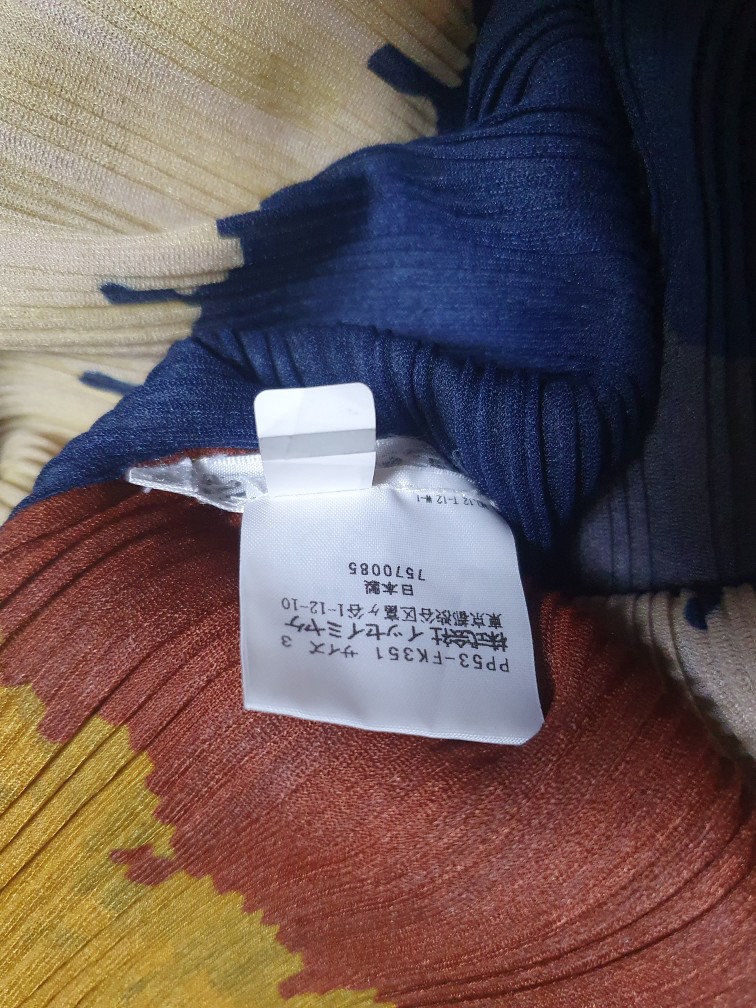 PP53-FK351 サイズ 3
株式会社 イッセイミヤケ
東京都渋谷区富ヶ谷1-12-10
日本製
7570085